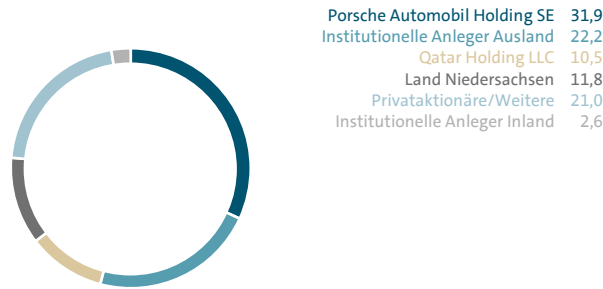 Porsche Automobil Holding SE 31,9
Institutionelle Anleger Ausland 22,2
Qatar Holding LLC 10,5
Land Niedersachsen 11,8
Privataktionäre/Weitere 21,0
Institutionelle Anleger Inland 2,6